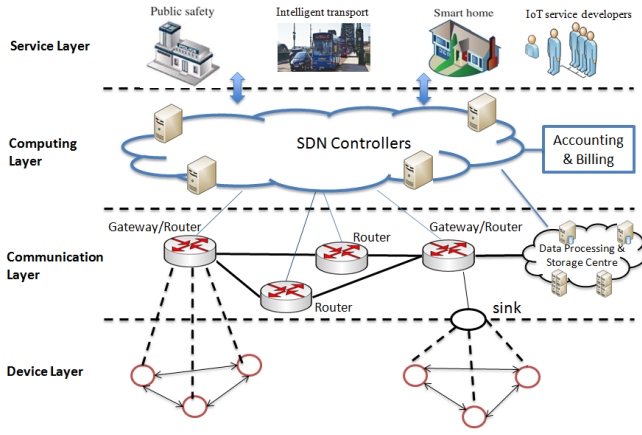 Public safety
Intelligent transport
Smart home
IoT service developers
Service Layer
POLICE
Computing
Layer
SDN Controllers
Accounting
& Billing
Gateway/Router
Router
Gateway/Router
Communication
Layer
Data Processing &
Storage Centre
Router
sink
Device Layer